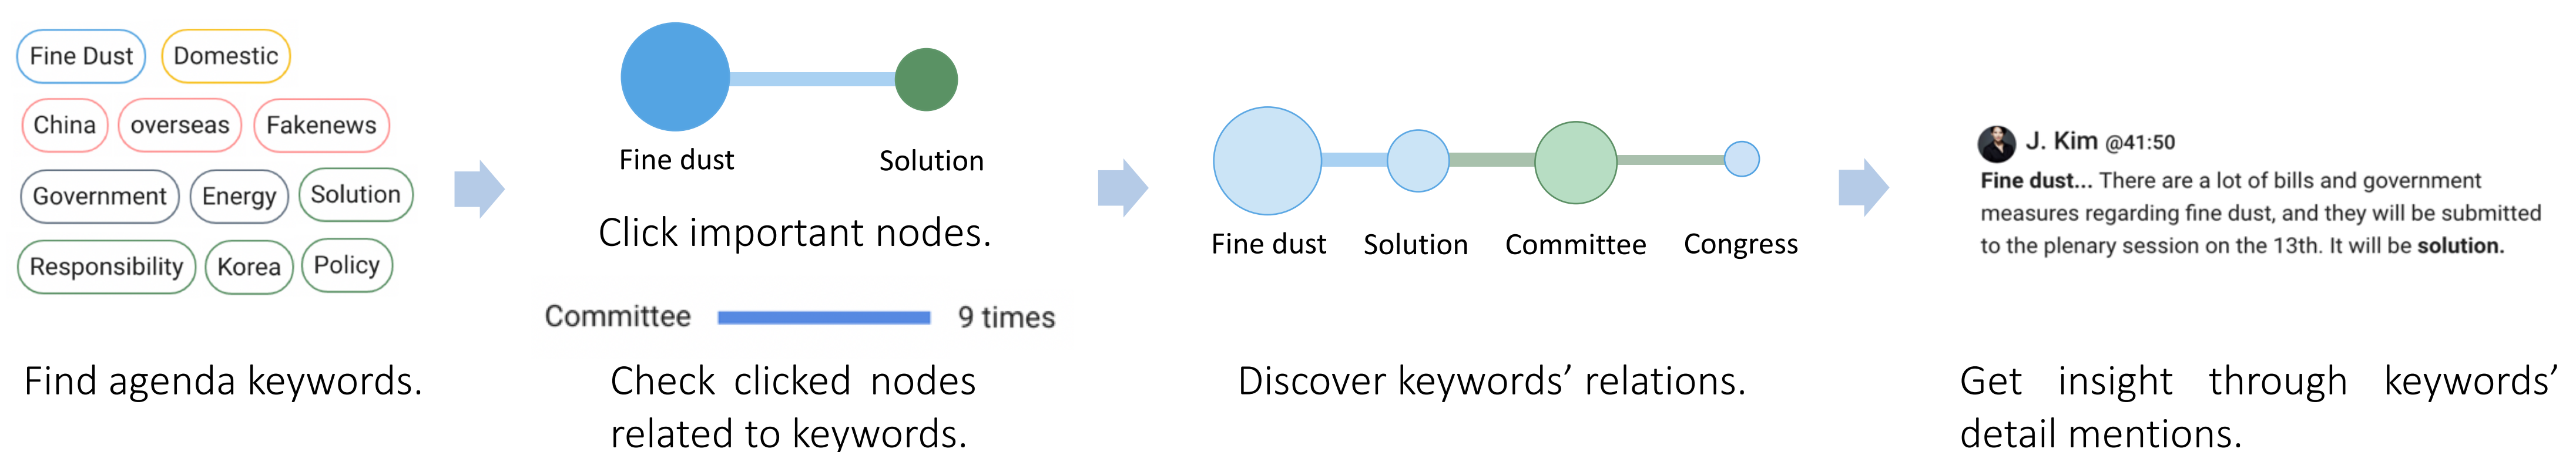 Fine Dust Domestic
China overseas Fakenews
Government Energy Solution
Responsibility Korea Policy
Find agenda keywords.
Fine dust Solution
Click important nodes.
Committee 9 times
Check clicked nodes
related to keywords.
Fine dust Solution Committee Congress
Discover keywords’ relations.
J. Kim @41:50
Fine dust... There are a lot of bills and government
measures regarding fine dust, and they will be submitted
to the plenary session on the 13th. It will be solution.
Get insight through keywords’
detail mentions.